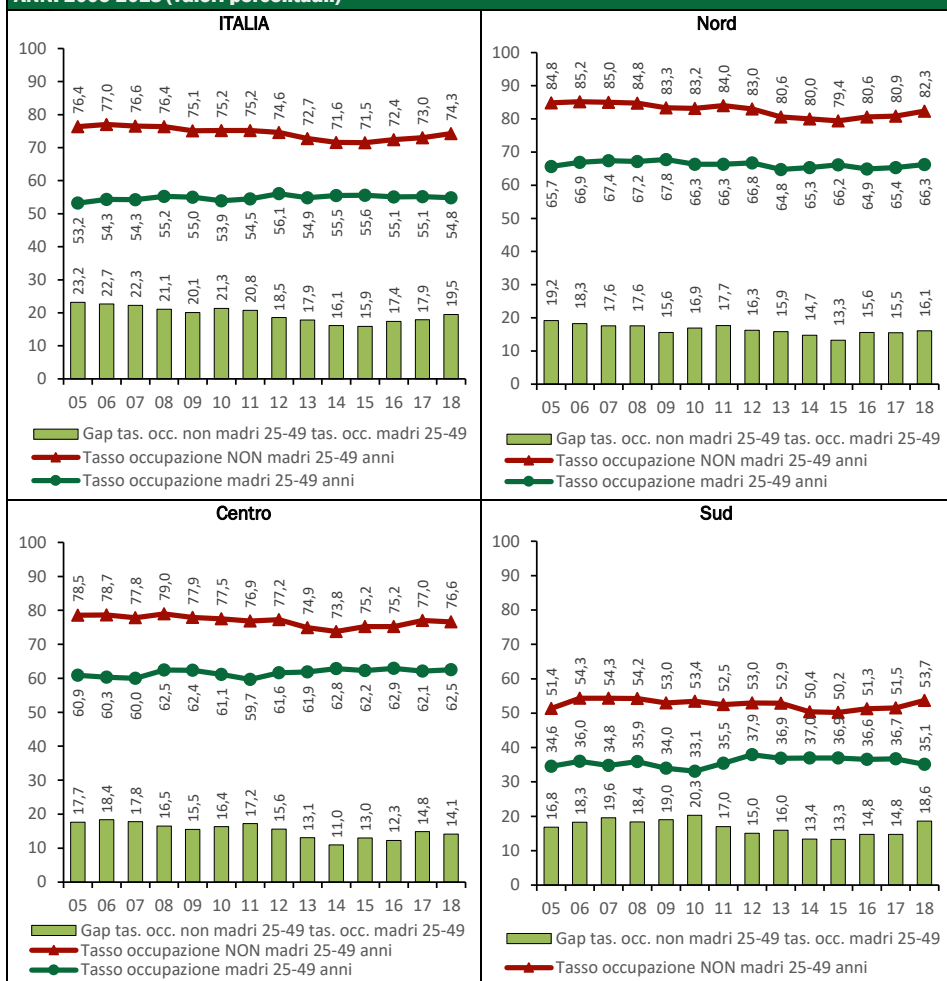 ANNI 2005-2018 (valori percentuali)
ITALIA
100
90
80
70
60
50
40
30
20
10
0
76,4 77,0 76,6 76,4 75,1 75,2 75,2 74,6 72,7 71,6 71,5 72,4 73,0 74,3
53,2 54,3 54,3 55,2 55,0 53,9 54,5 56,1 54,9 55,5 55,6 55,1 55,1 54,8
23,2 22,7 22,3 21,1 20,1 21,3 20,8 18,5 17,9 16,1 15,9 17,4 17,9 19,5
05 06 07 08 09 10 11 12 13 14 15 16 17 18
Gap tas. occ. non madri 25-49 tas. occ. madri 25-49
Tasso occupazione NON madri 25-49 anni
Tasso occupazione madri 25-49 anni
Nord
100
90
80
70
60
50
40
30
20
10
0
84,8 85,2 85,0 84,8 83,3 83,2 84,0 83,0 80,6 80,0 79,4 80,6 80,9 82,3
65,7 66,9 67,4 67,2 67,8 66,3 66,3 66,8 64,8 65,3 66,2 64,9 65,4 66,3
19,2 18,3 17,6 17,6 15,6 16,9 17,7 16,3 15,9 14,7 13,3 15,6 15,5 16,1
05 06 07 08 09 10 11 12 13 14 15 16 17 18
Gap tas. occ. non madri 25-49 tas. occ. madri 25-49
Tasso occupazione NON madri 25-49 anni
Tasso occupazione madri 25-49 anni
Centro
100
90
80
70
60
50
40
30
20
10
0
78,5 78,7 77,8 79,0 77,9 77,5 76,9 77,2 74,9 73,8 75,2 75,2 77,0 76,6
60,9 60,3 60,0 62,5 62,4 61,1 59,7 61,6 61,9 62,8 62,2 62,9 62,1 62,5
17,7 18,4 17,8 16,5 15,5 16,4 17,2 15,6 13,1 11,0 13,0 12,3 14,8 14,1
05 06 07 08 09 10 11 12 13 14 15 16 17 18
Gap tas. occ. non madri 25-49 tas. occ. madri 25-49
Tasso occupazione NON madri 25-49 anni
Tasso occupazione madri 25-49 anni
Sud
100
90
80
70
60
50
40
30
20
10
0
51,4 54,3 54,3 54,2 53,0 53,4 52,5 53,0 52,9 50,4 50,2 51,3 51,5 53,7
34,6 36,0 34,8 35,9 34,0 33,1 35,5 37,9 36,9 37,0 36,9 36,6 36,7 35,1
16,8 18,3 19,6 18,4 19,0 20,3 17,0 15,0 16,0 13,4 13,3 14,8 14,8 18,6
05 06 07 08 09 10 11 12 13 14 15 16 17 18
Gap tas. occ. non madri 25-49 tas. occ. madri 25-49
Tasso occupazione NON madri 25-49 anni